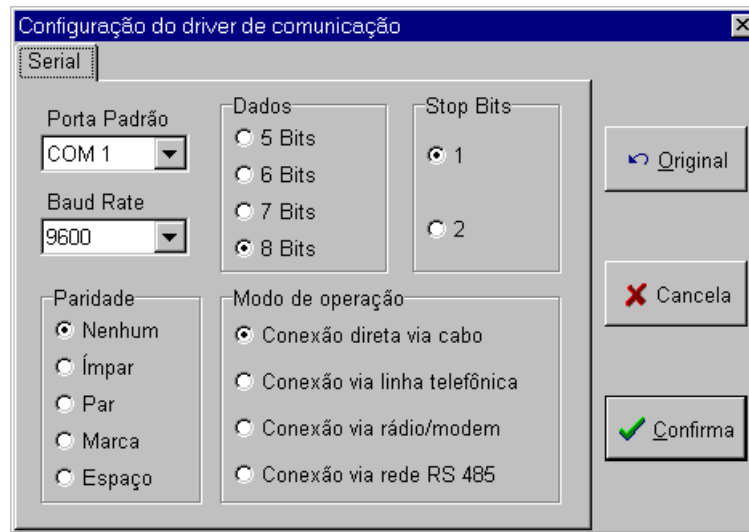 Configuração do driver de comunicação
Serial
Porta Padrão
COM 1
Baud Rate
9600
Dados
5 Bits
6 Bits
7 Bits
8 Bits
Stop Bits
1
2
Paridade
Nenhum
Ímpar
Par
Marca
Espaço
Modo de operação
Conexão direta via cabo
Conexão via linha telefônica
Conexão via rádio/modem
Conexão via rede RS 485
Original
Cancela
Confirma